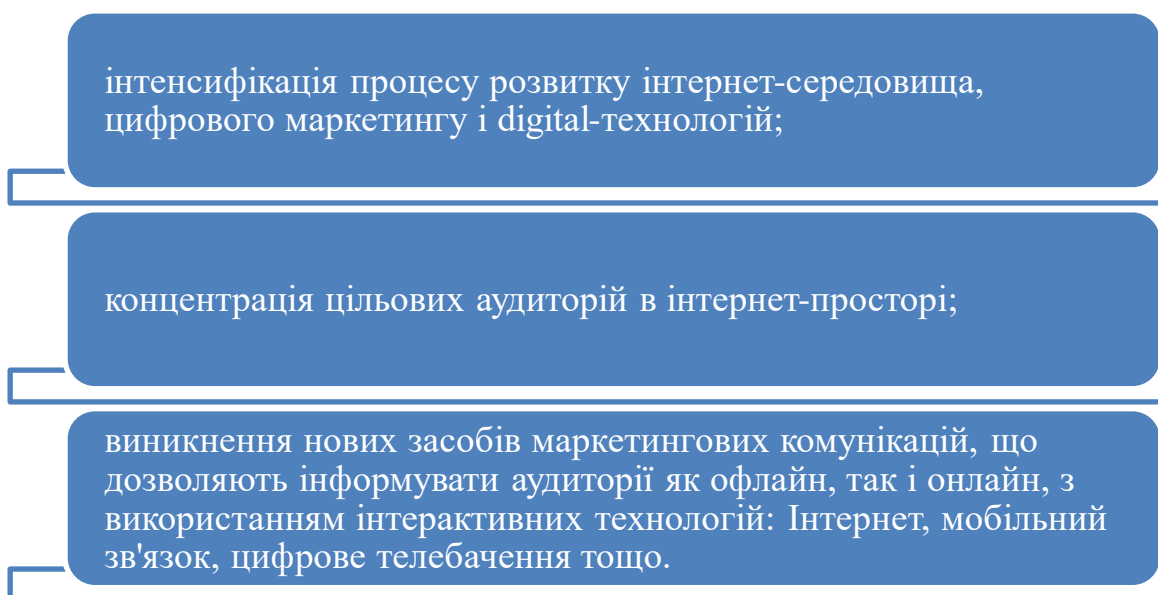 інтенсифікація процесу розвитку інтернет-середовища,
цифрового маркетингу і digital-технологій;
концентрація цільових аудиторій в інтернет-просторі;
виникнення нових засобів маркетингових комунікацій, що
дозволяють інформувати аудиторії як офлайн, так і онлайн, з
використанням інтерактивних технологій: Інтернет, мобільний
зв'язок, цифрове телебачення тощо.